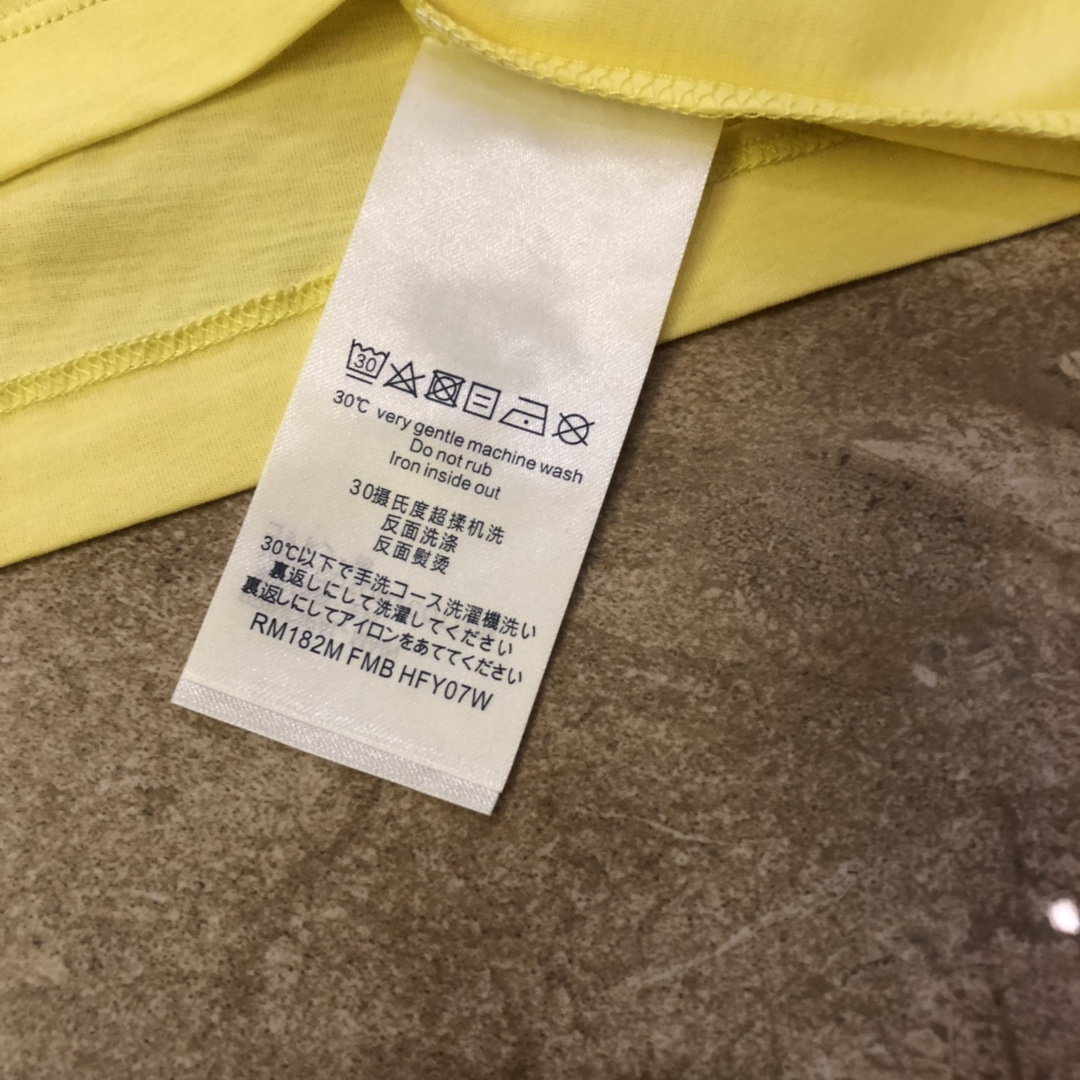 30
30℃ very gentle machine wash
Do not rub
Iron inside out
30摄氏度超揉机洗
反面洗涤
反面熨烫
30℃以下で手洗コース洗濯機洗い
裏返しにして洗濯してください
裏返しにしてアイロンをあててください
RM182M FMB HFY07W